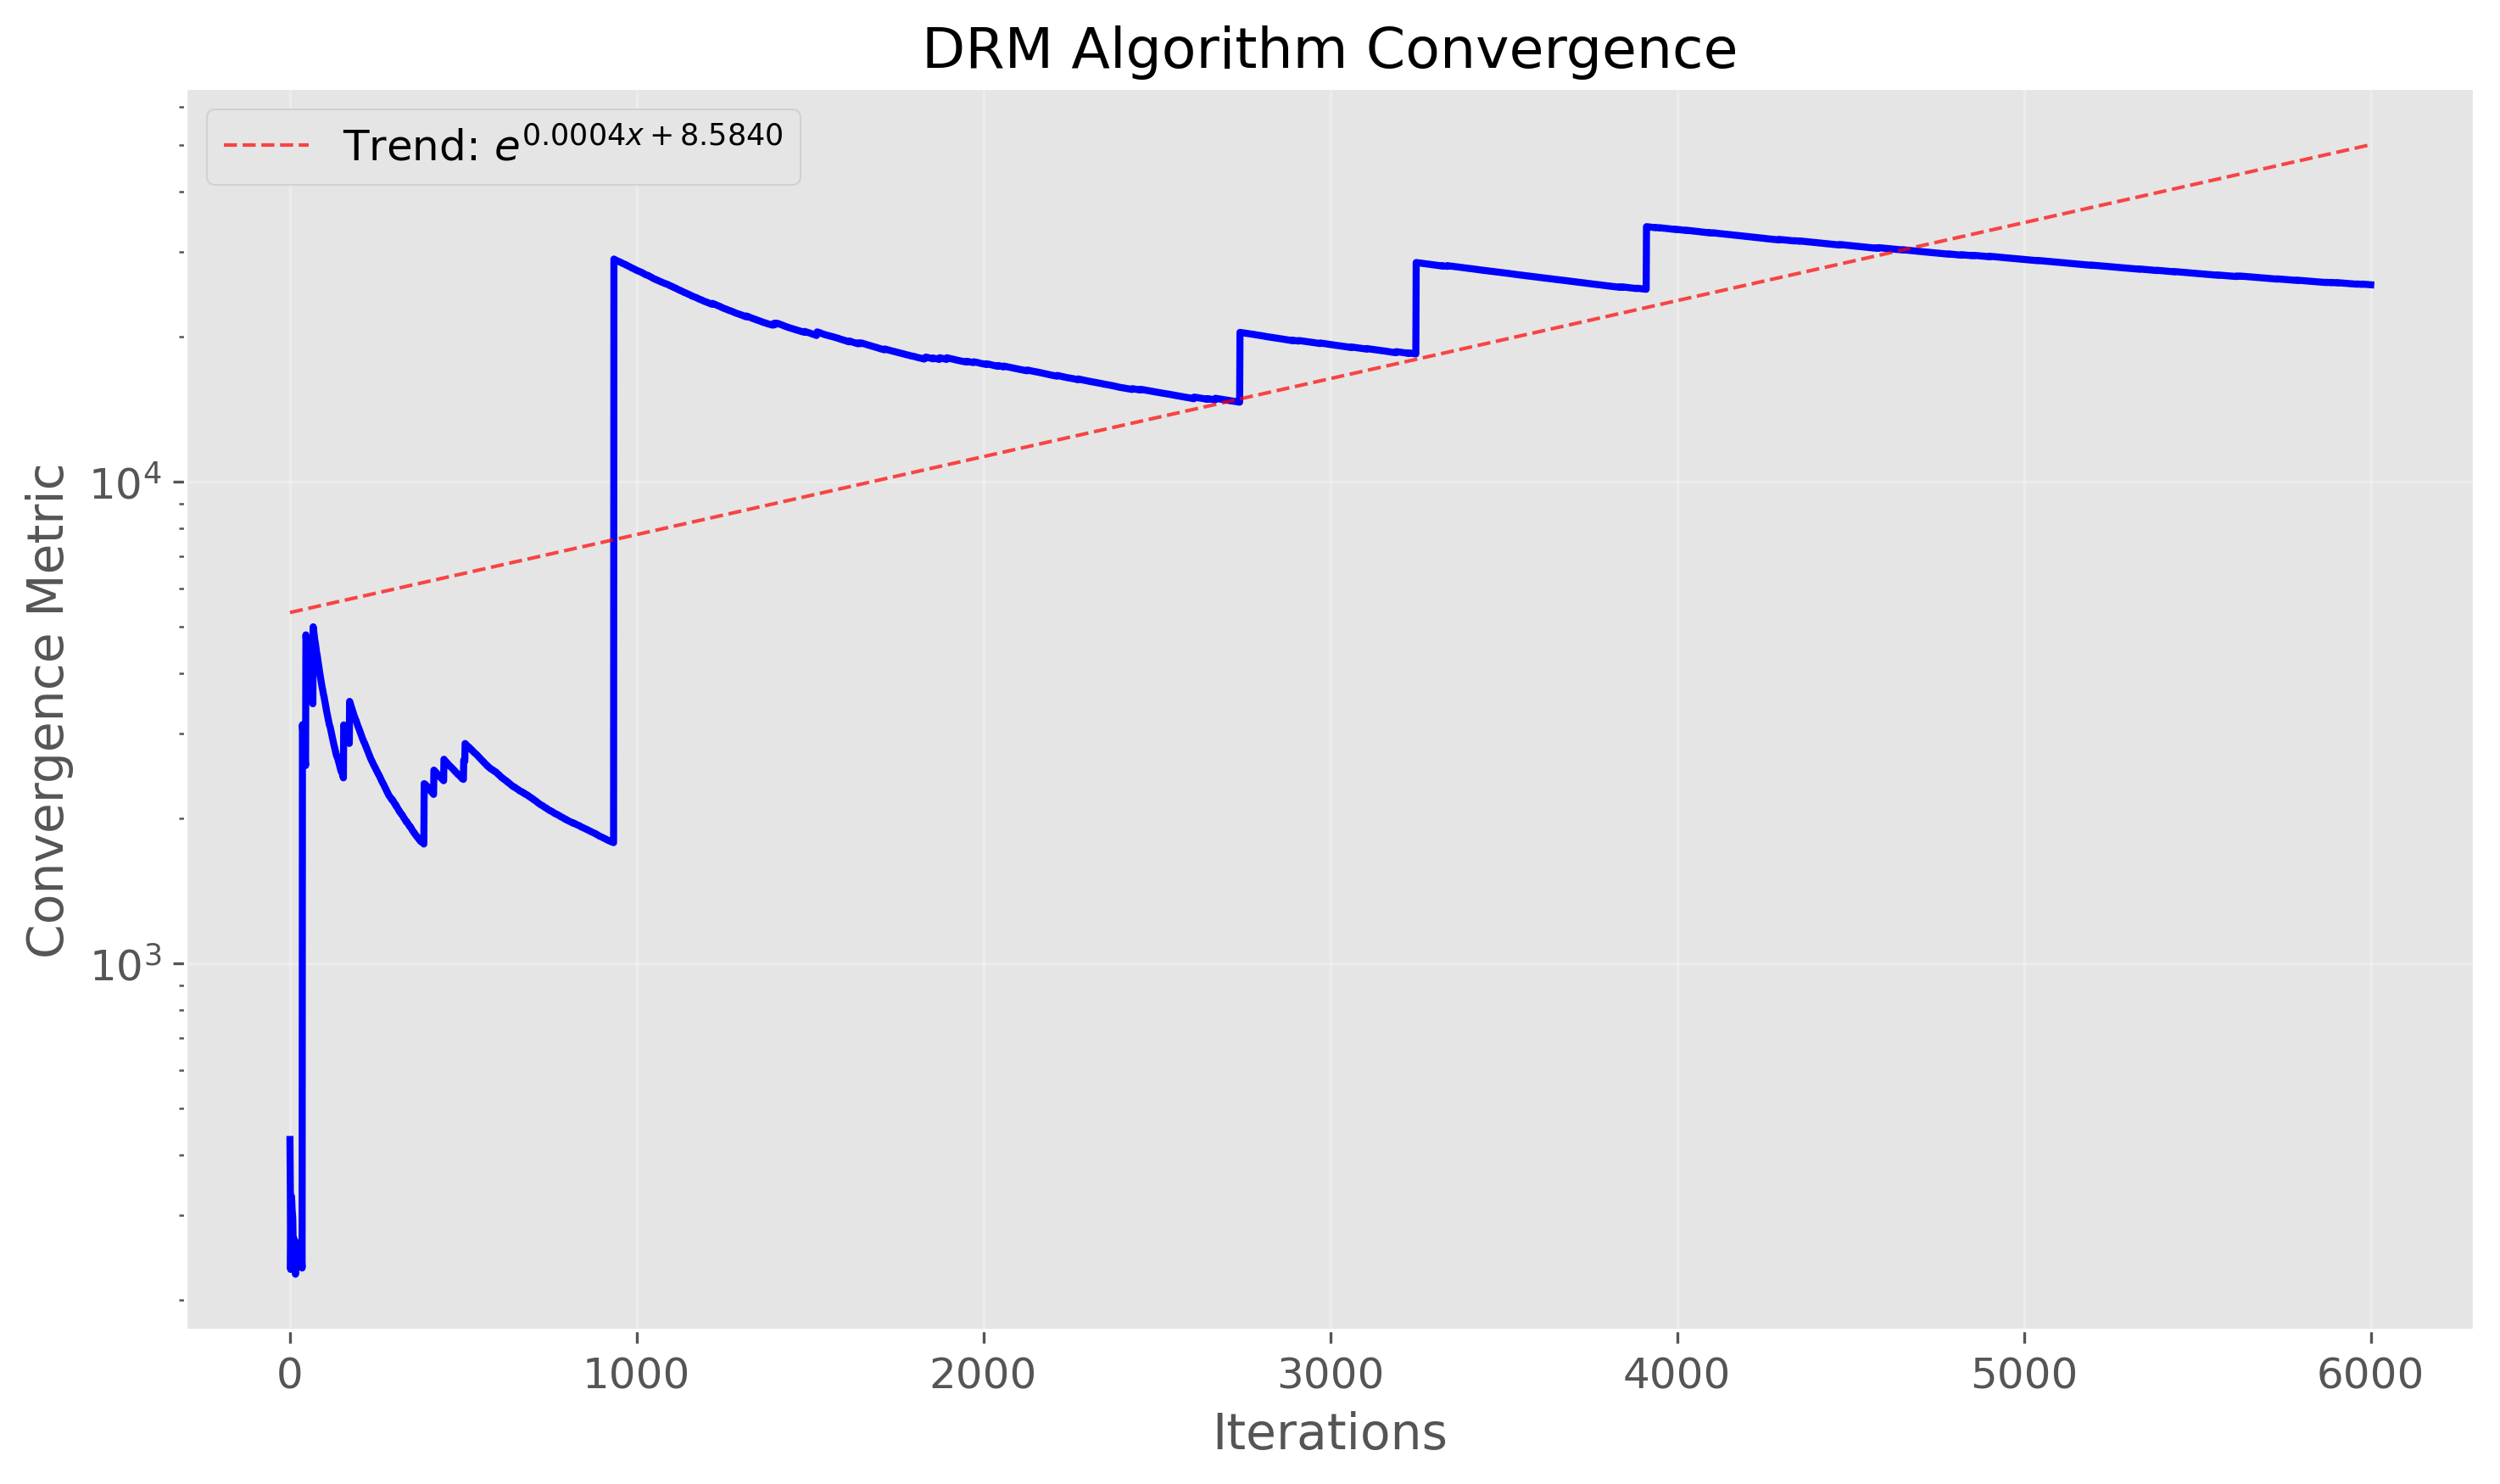 DRM Algorithm Convergence
Trend: e^{0.0004x + 8.5840}
Convergence Metric
10^4
10^3
0 1000 2000 3000 4000 5000 6000
Iterations